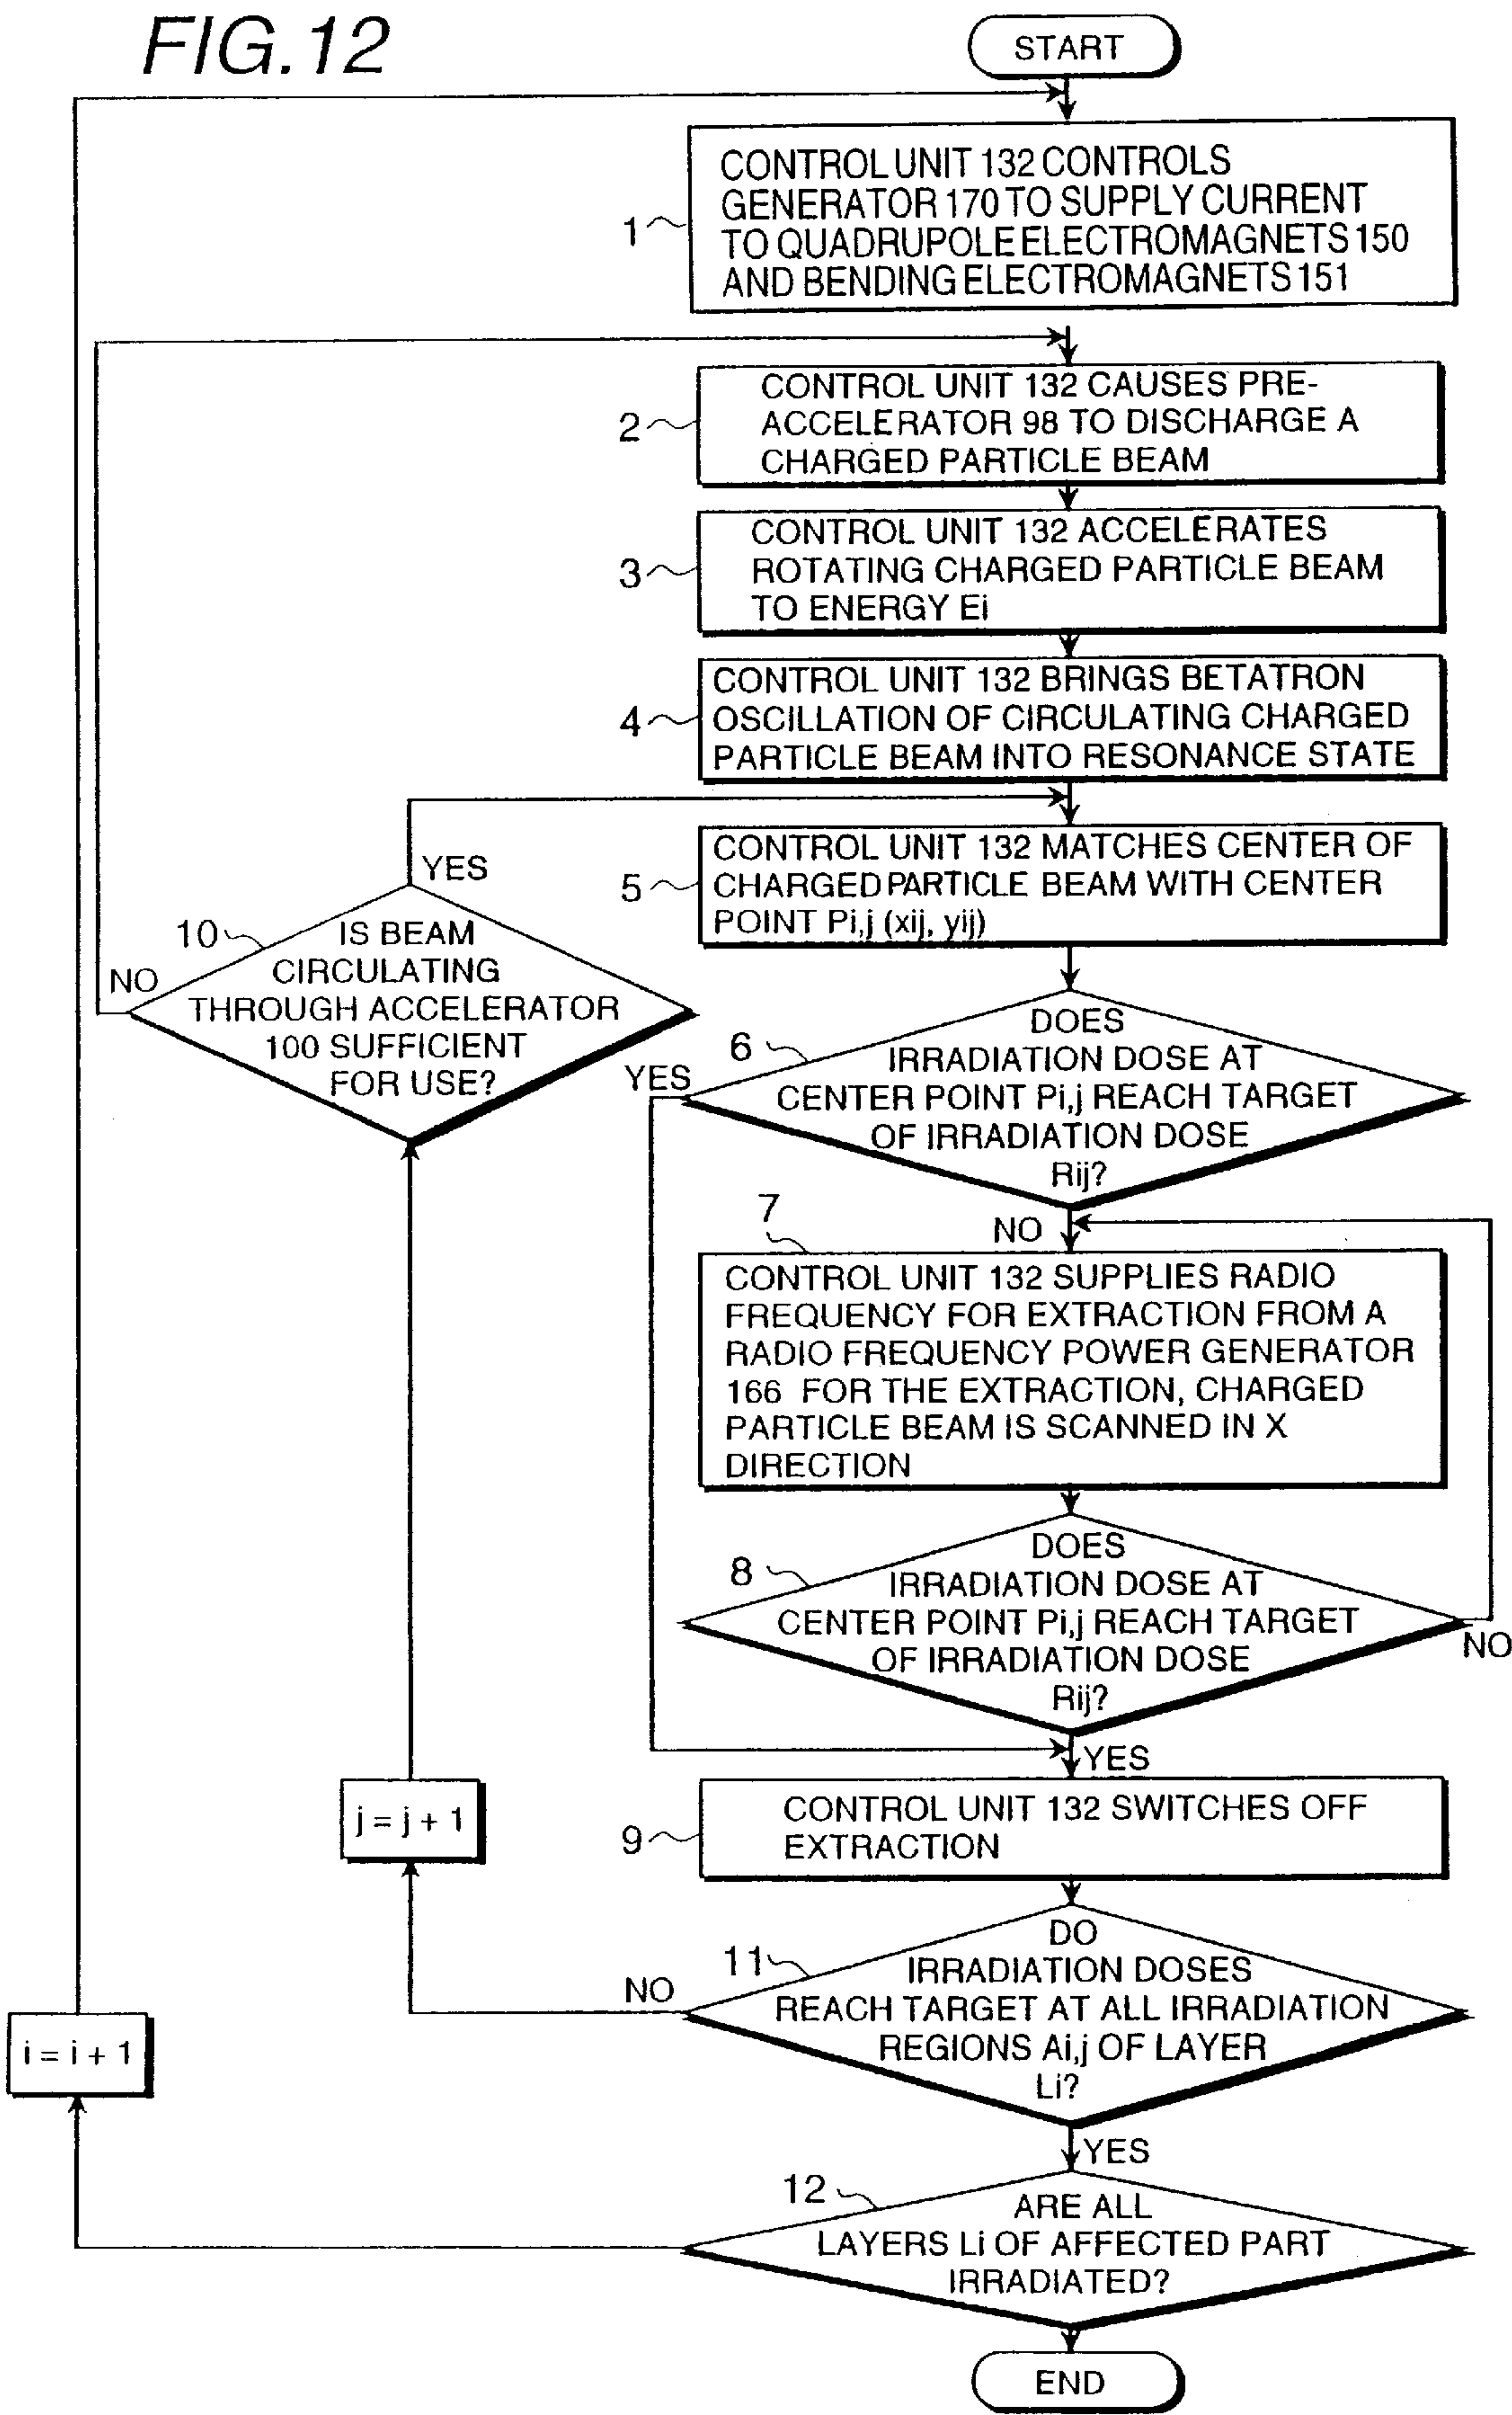 FIG.12
START
1
CONTROL UNIT 132 CONTROLS
GENERATOR 170 TO SUPPLY CURRENT
TO QUADRUPOLE ELECTROMAGNETS 150
AND BENDING ELECTROMAGNETS 151
2
CONTROL UNIT 132 CAUSES PRE-
ACCELERATOR 98 TO DISCHARGE A
CHARGED PARTICLE BEAM
3
CONTROL UNIT 132 ACCELERATES
ROTATING CHARGED PARTICLE BEAM
TO ENERGY Ei
4
CONTROL UNIT 132 BRINGS BETATRON
OSCILLATION OF CIRCULATING CHARGED
PARTICLE BEAM INTO RESONANCE STATE
5
CONTROL UNIT 132 MATCHES CENTER OF
CHARGED PARTICLE BEAM WITH CENTER
POINT Pi,j (xij, yij)
YES
10
NO
IS BEAM
CIRCULATING
THROUGH ACCELERATOR
100 SUFFICIENT
FOR USE?
6
YES
DOES
IRRADIATION DOSE AT
CENTER POINT Pi,j REACH TARGET
OF IRRADIATION DOSE
Rij?
NO
7
CONTROL UNIT 132 SUPPLIES RADIO
FREQUENCY FOR EXTRACTION FROM A
RADIO FREQUENCY POWER GENERATOR
166 FOR THE EXTRACTION, CHARGED
PARTICLE BEAM IS SCANNED IN X
DIRECTION
8
DOES
IRRADIATION DOSE AT
CENTER POINT Pi,j REACH TARGET
OF IRRADIATION DOSE
Rij?
NO
YES
9
CONTROL UNIT 132 SWITCHES OFF
EXTRACTION
j = j + 1
11
NO
DO
IRRADIATION DOSES
REACH TARGET AT ALL IRRADIATION
REGIONS Ai,j OF LAYER
Li?
i = i + 1
YES
12
ARE ALL
LAYERS Li OF AFFECTED PART
IRRADIATED?
END